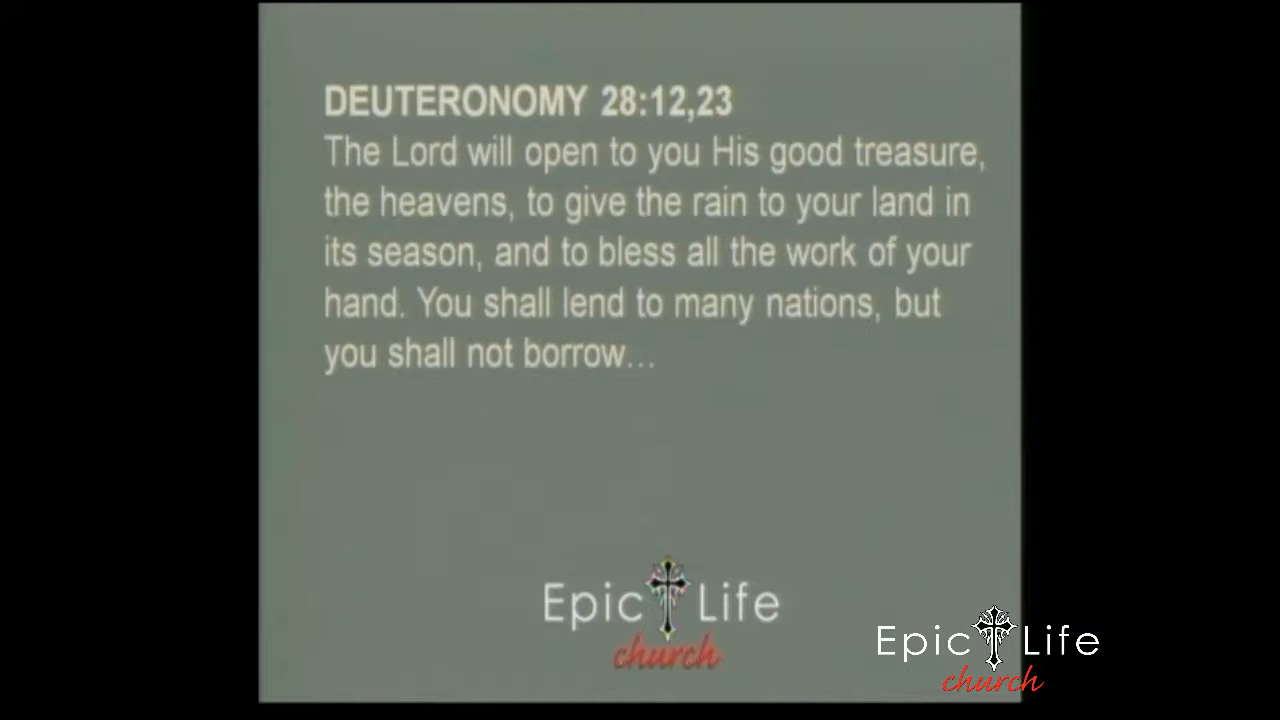 DEUTERONOMY 28:12,23
The Lord will open to you His good treasure,
the heavens, to give the rain to your land in
its season, and to bless all the work of your
hand. You shall lend to many nations, but
you shall not borrow...
Epic Life
church
Epic Life
church